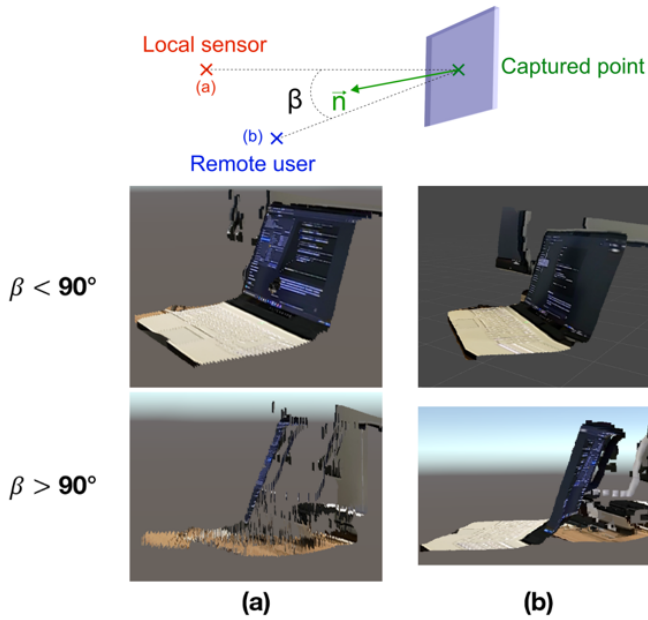 Local sensor
(a)
Captured point
β
n⃗
(b)
Remote user
β < 90°
β > 90°
(a)
(b)